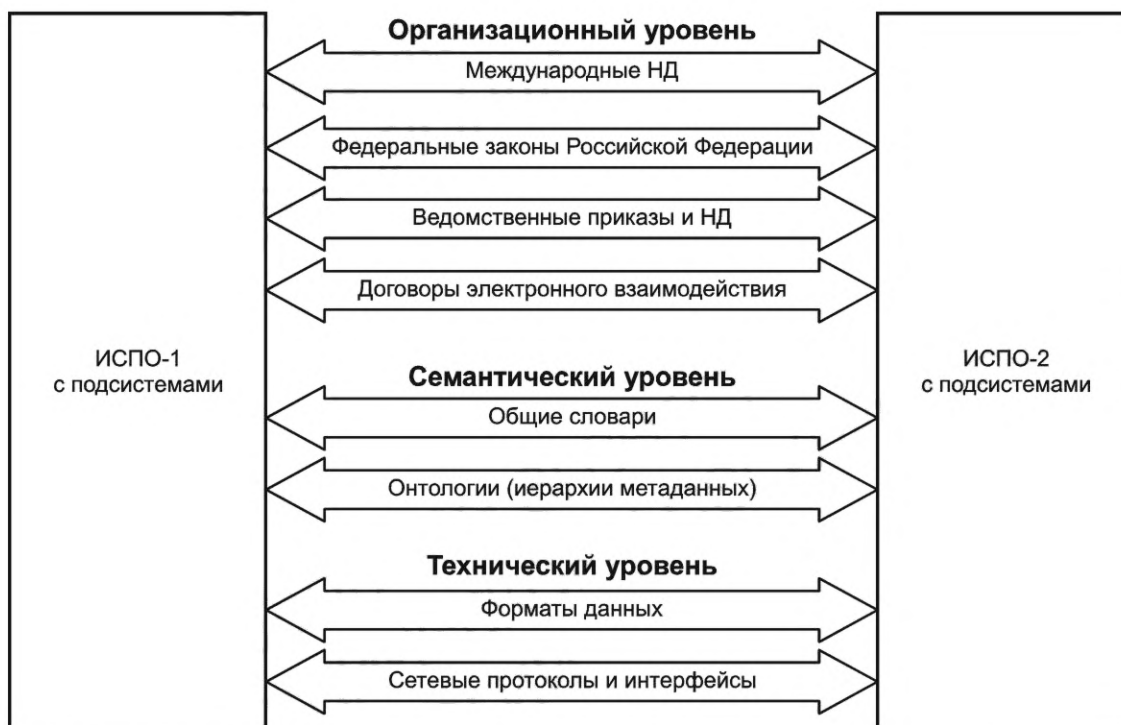 Организационный уровень
Международные НД
Федеральные законы Российской Федерации
Ведомственные приказы и НД
Договоры электронного взаимодействия
ИСПО-1
с подсистемами
ИСПО-2
с подсистемами
Семантический уровень
Общие словари
Онтологии (иерархии метаданных)
Технический уровень
Форматы данных
Сетевые протоколы и интерфейсы